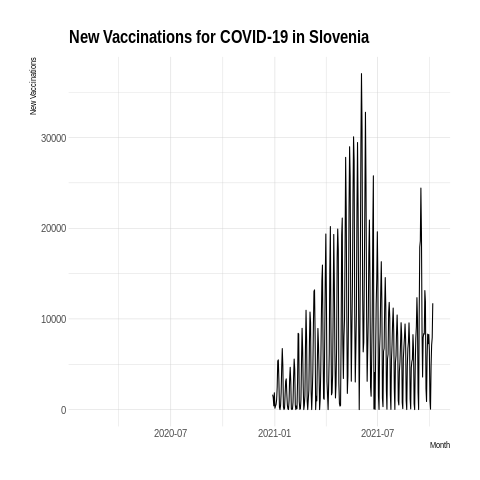 New Vaccinations for COVID-19 in Slovenia
New Vaccinations
30000
20000
10000
0
2020-07 2021-01 2021-07
Month